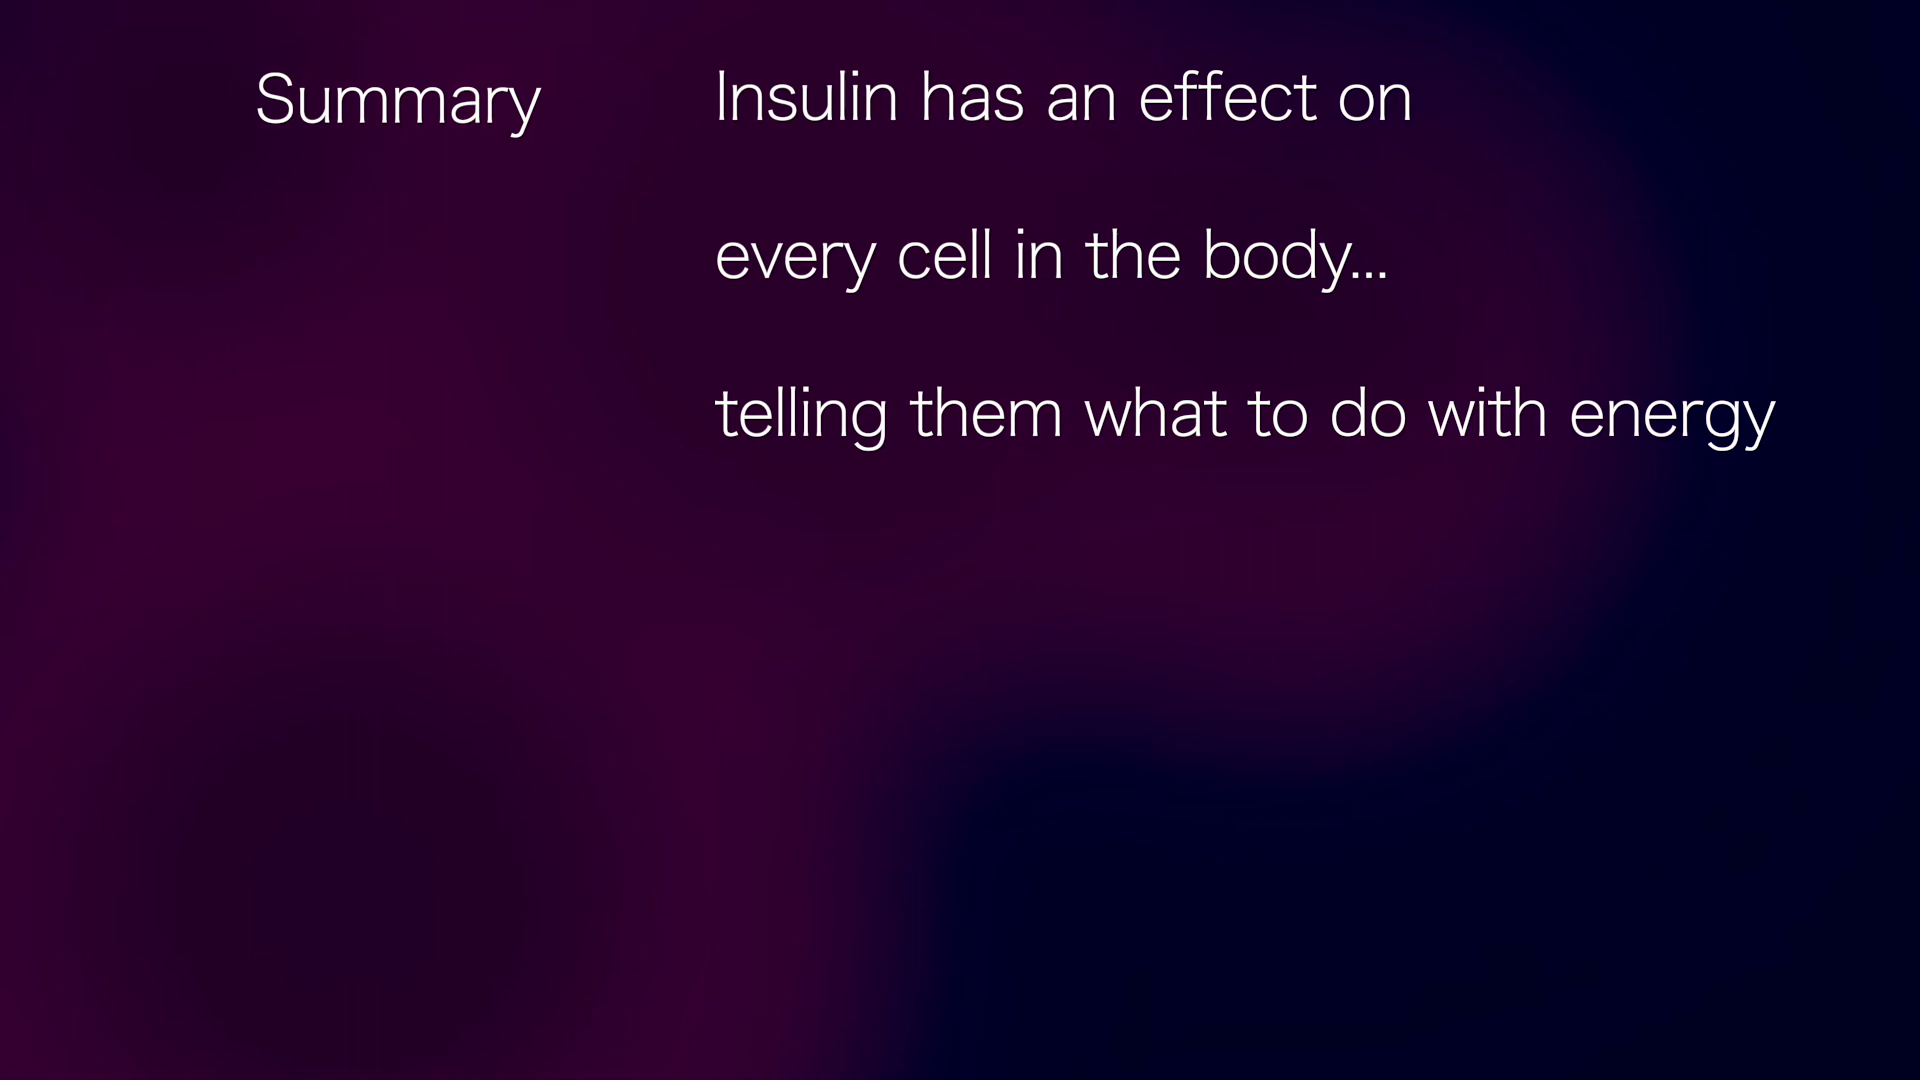 Summary
Insulin has an effect on
every cell in the body...
telling them what to do with energy